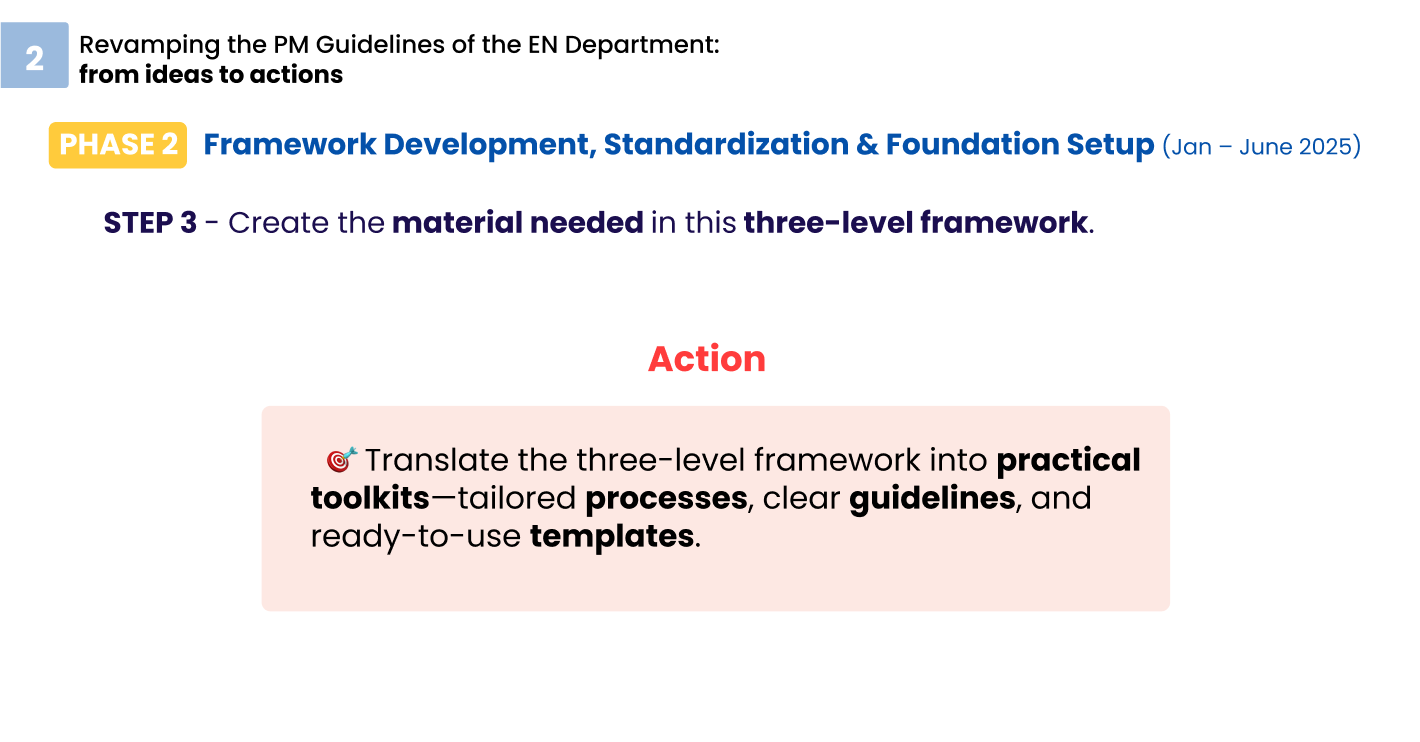 2
Revamping the PM Guidelines of the EN Department:
from ideas to actions
PHASE 2 Framework Development, Standardization & Foundation Setup (Jan – June 2025)
STEP 3 - Create the material needed in this three-level framework.
Action
🎯 Translate the three-level framework into practical
toolkits—tailored processes, clear guidelines, and
ready-to-use templates.